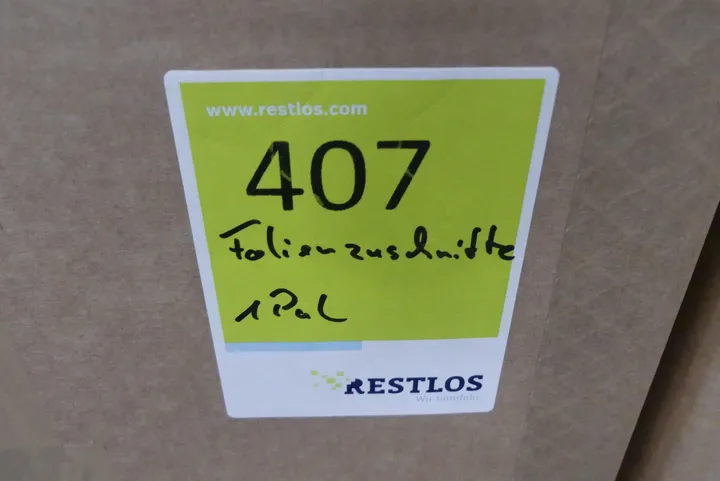 www.restlos.com
407
Folienzuschnitte
1 Pal
RESTLOS